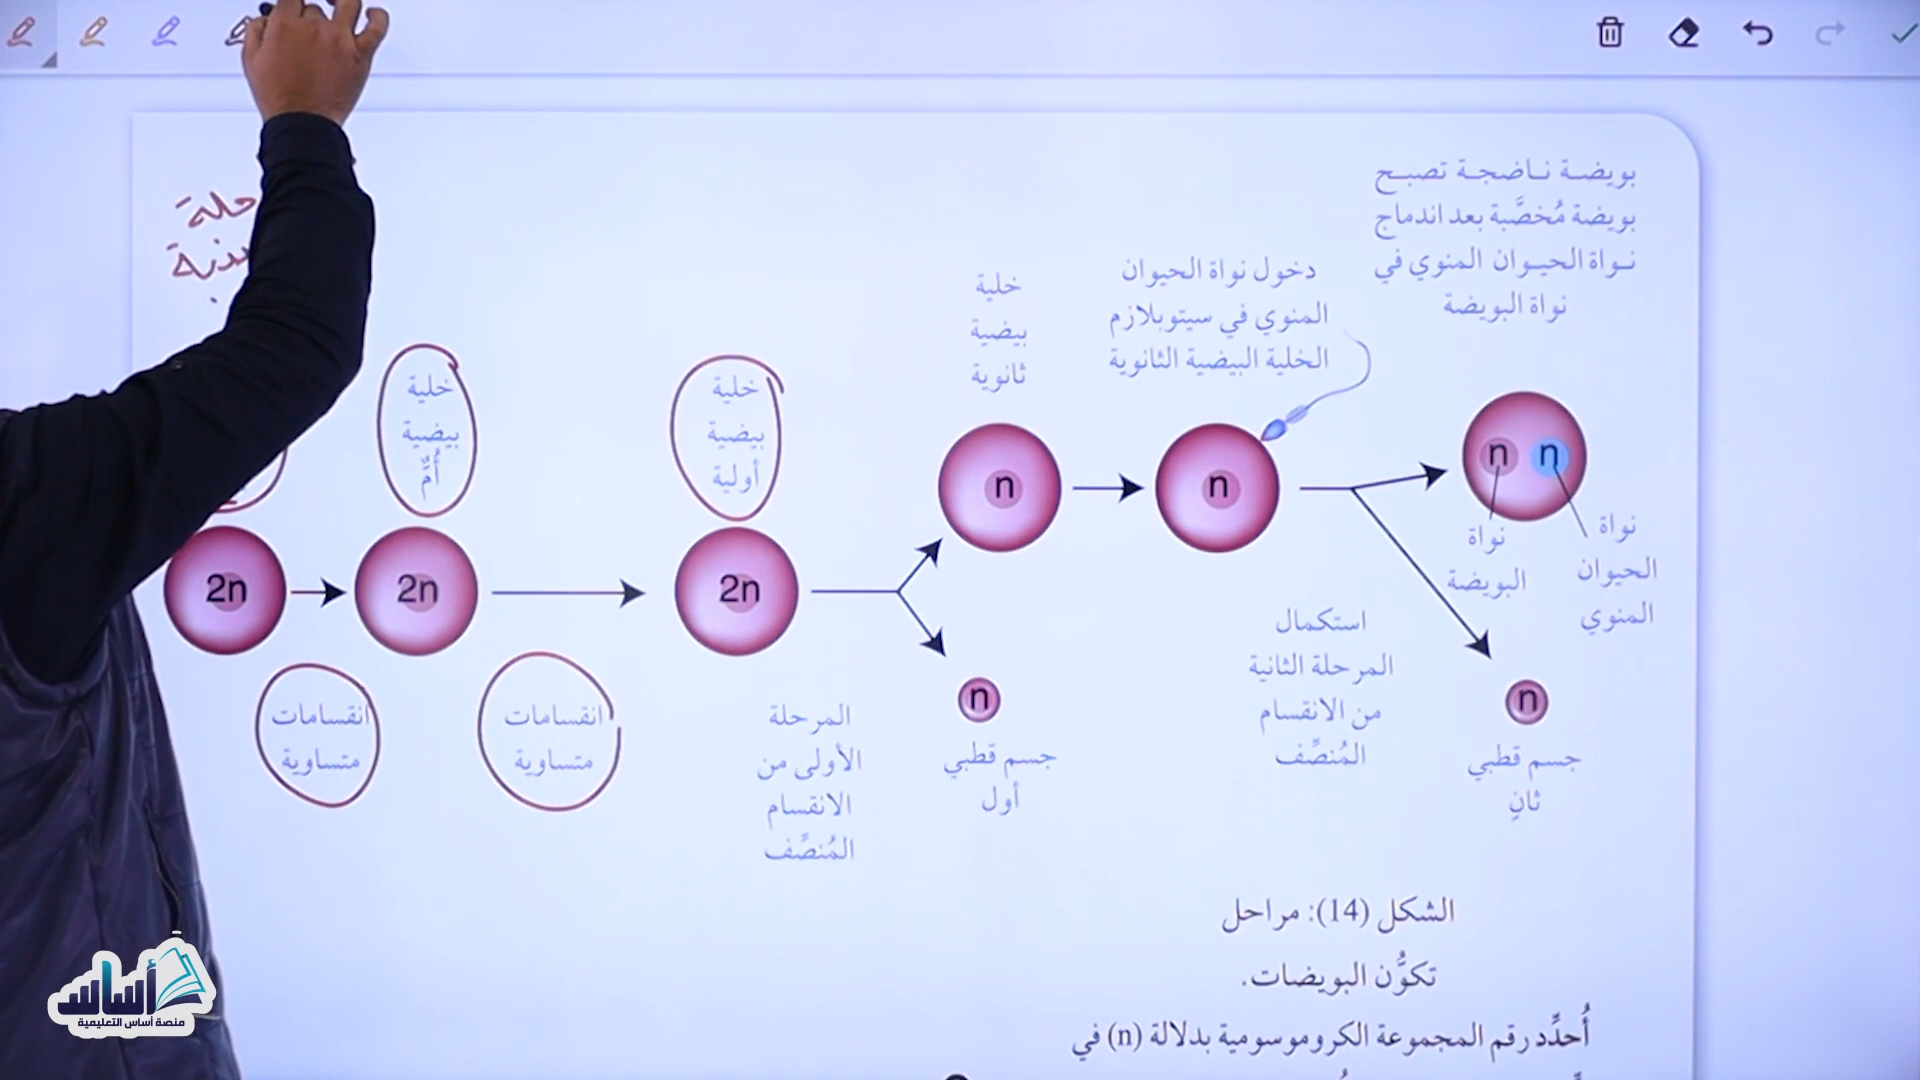 بويضة ناضجة تصبح
بويضة مُخصَّبة بعد اندماج
نواة الحيوان المنوي في
نواة البويضة
دخول نواة الحيوان
المنوي في سيتوبلازم
الخلية البيضية الثانوية
خلية
بيضية
ثانوية
خلية
بيضية
أولية
خلية
بيضية
أُمّ
2n
2n
2n
n
n
n
n
نواة
البويضة
نواة
الحيوان
المنوي
انقسامات
متساوية
انقسامات
متساوية
المرحلة
الأولى من
الانقسام
المُنصِّف
n
جسم قطبي
أول
استكمال
المرحلة الثانية
من الانقسام
المُنصِّف
n
جسم قطبي
ثانٍ
الشكل (14): مراحل
تكوُّن البويضات.
أُحدِّد رقم المجموعة الكروموسومية بدلالة (n) في
أساس
منصة أساس التعليمية